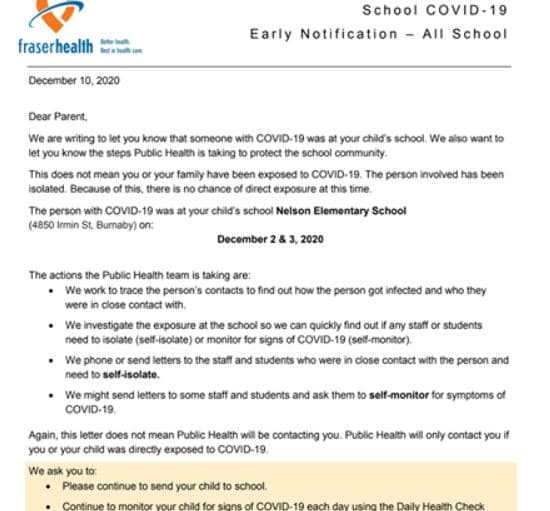 School COVID-19
Early Notification – All School
fraserhealth
Better health.
Best in health care.
December 10, 2020
Dear Parent,
We are writing to let you know that someone with COVID-19 was at your child's school. We also want to
let you know the steps Public Health is taking to protect the school community.
This does not mean you or your family have been exposed to COVID-19. The person involved has been
isolated. Because of this, there is no chance of direct exposure at this time.
The person with COVID-19 was at your child's school Nelson Elementary School
(4850 Irmin St, Burnaby) on:
December 2 & 3, 2020
The actions the Public Health team is taking are:
• We work to trace the person's contacts to find out how the person got infected and who they
were in close contact with.
• We investigate the exposure at the school so we can quickly find out if any staff or students
need to isolate (self-isolate) or monitor for signs of COVID-19 (self-monitor).
• We phone or send letters to the staff and students who were in close contact with the person and
need to self-isolate.
• We might send letters to some staff and students and ask them to self-monitor for symptoms of
COVID-19.
Again, this letter does not mean Public Health will be contacting you. Public Health will only contact you if
you or your child was directly exposed to COVID-19.
We ask you to:
• Please continue to send your child to school.
• Continue to monitor your child for signs of COVID-19 each day using the Daily Health Check